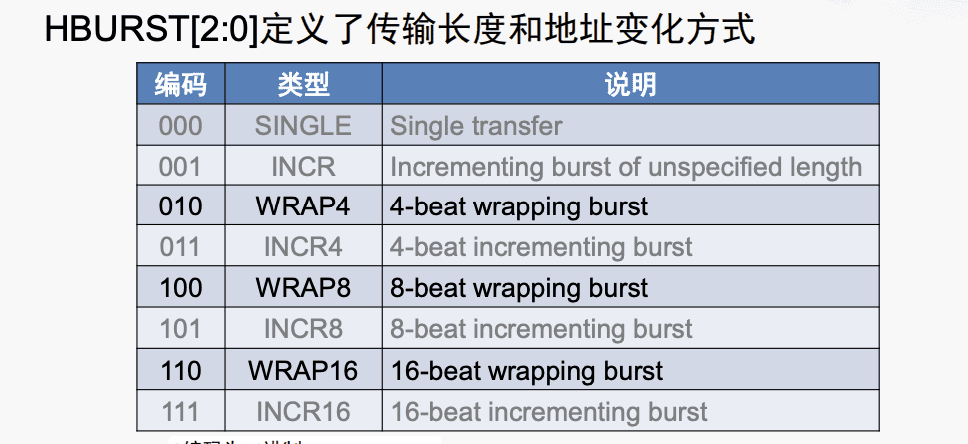 HBURST[2:0]定义了传输长度和地址变化方式
编码 类型 说明
000 SINGLE Single transfer
001 INCR Incrementing burst of unspecified length
010 WRAP4 4-beat wrapping burst
011 INCR4 4-beat incrementing burst
100 WRAP8 8-beat wrapping burst
101 INCR8 8-beat incrementing burst
110 WRAP16 16-beat wrapping burst
111 INCR16 16-beat incrementing burst